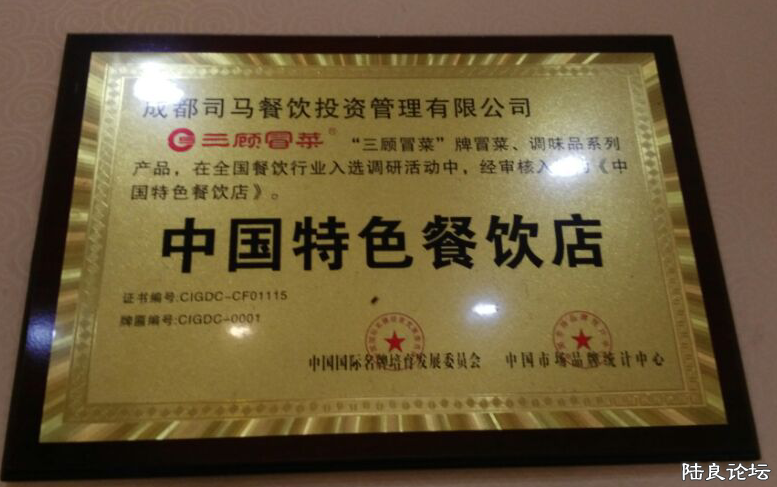 成都司马餐饮投资管理有限公司
三顾冒菜® “三顾冒菜”牌冒菜、调味品系列
产品，在全国餐饮行业入选调研活动中，经审核入《中
国特色餐饮店》。
中国特色餐饮店
证书编号:CIGDC-CF01115
牌匾编号:CIGDC-0001
中国国际名牌培育发展委员会 中国市场品牌统计中心
陆良论坛